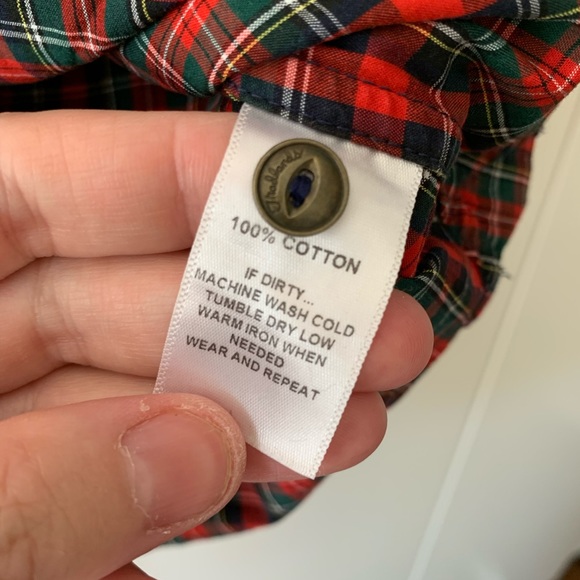 100% COTTON
IF DIRTY...
MACHINE WASH COLD
TUMBLE DRY LOW
WARM IRON WHEN
NEEDED
WEAR AND REPEAT